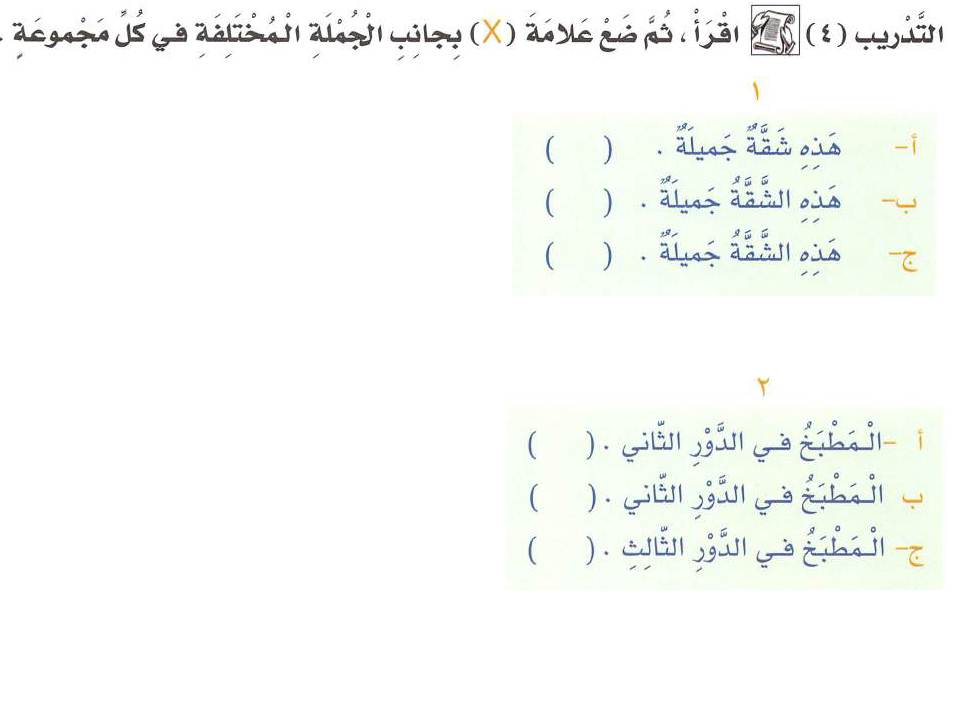 التَّدْريب (٤) اقْرَأْ ، ثُمَّ ضَعْ عَلامَةَ (X) بِجانِبِ الْجُمْلَةِ الْمُخْتَلِفَةِ في كُلِّ مَجْموعَةٍ .
١
أ- هَذِهِ شَقَّةٌ جَميلَةٌ . ( )
ب- هَذِهِ الشَّقَّةُ جَميلَةٌ . ( )
ج- هَذِهِ الشَّقَّةُ جَميلَةٌ . ( )
٢
أ- الْمَطْبَخُ في الدَّوْرِ الثّاني . ( )
ب الْمَطْبَخُ في الدَّوْرِ الثّاني . ( )
ج- الْمَطْبَخُ في الدَّوْرِ الثّالِثِ . ( )